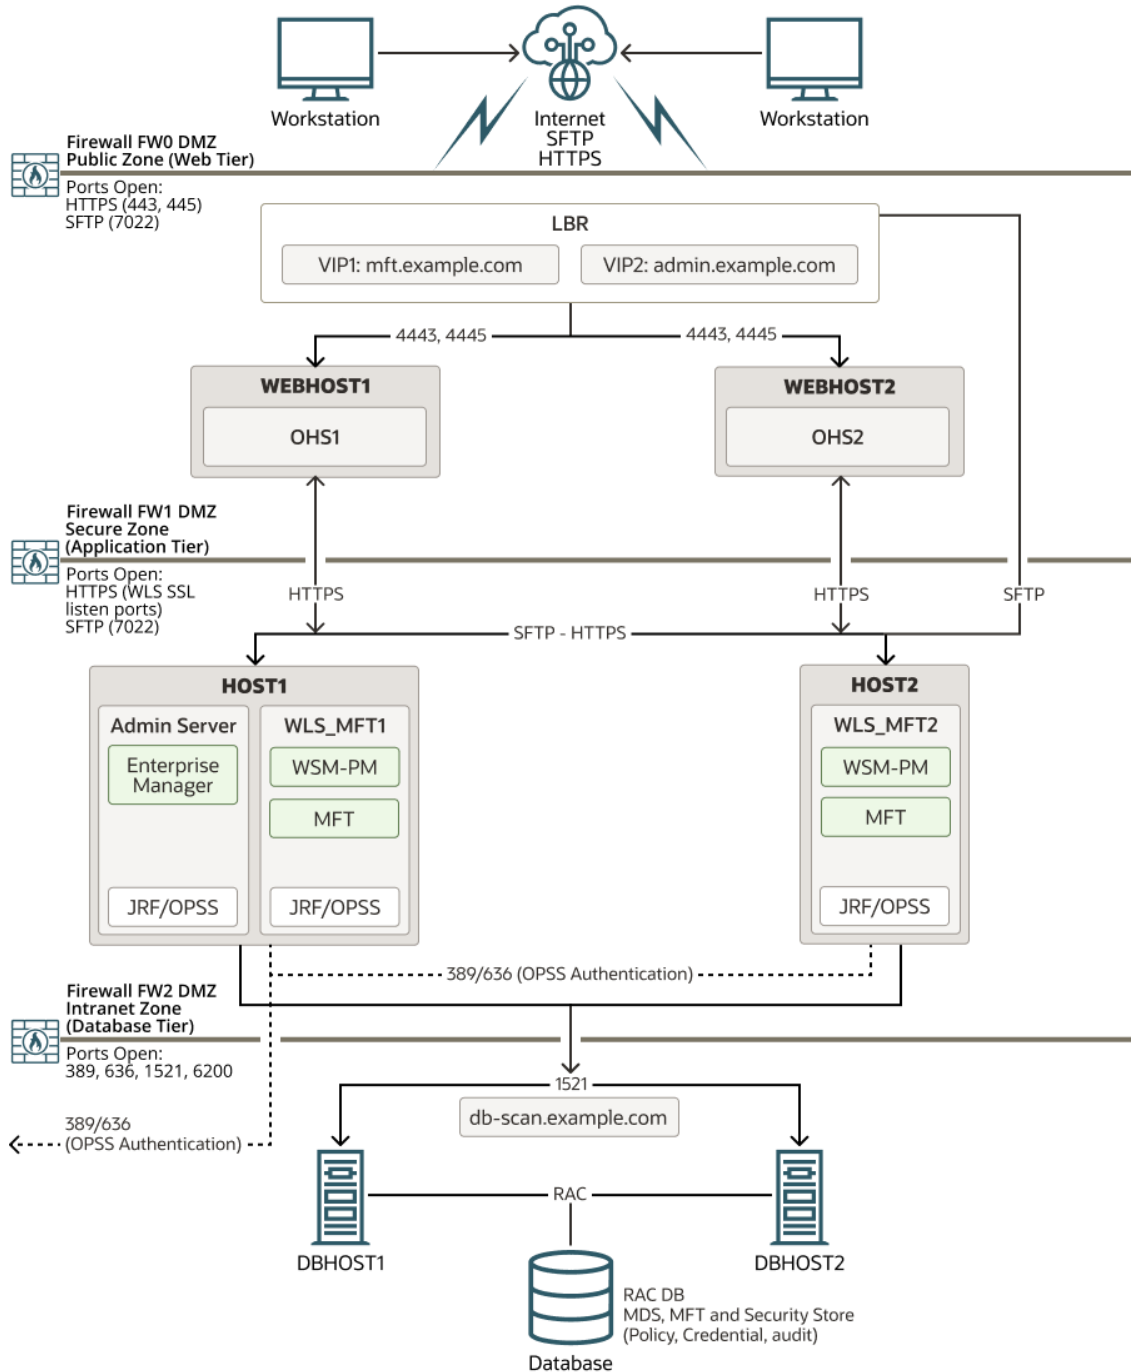 Workstation
Internet
SFTP
HTTPS
Workstation
Firewall FW0 DMZ
Public Zone (Web Tier)
Ports Open:
HTTPS (443, 445)
SFTP (7022)
LBR
VIP1: mft.example.com
VIP2: admin.example.com
4443, 4445
4443, 4445
WEBHOST1
OHS1
WEBHOST2
OHS2
Firewall FW1 DMZ
Secure Zone
(Application Tier)
Ports Open:
HTTPS (WLS SSL
listen ports)
SFTP (7022)
HTTPS
HTTPS
SFTP
SFTP - HTTPS
HOST1
Admin Server
Enterprise
Manager
JRF/OPSS
WLS_MFT1
WSM-PM
MFT
JRF/OPSS
HOST2
WLS_MFT2
WSM-PM
MFT
JRF/OPSS
389/636 (OPSS Authentication)
Firewall FW2 DMZ
Intranet Zone
(Database Tier)
Ports Open:
389, 636, 1521, 6200
389/636
(OPSS Authentication)
1521
db-scan.example.com
RAC
DBHOST1
DBHOST2
RAC DB
MDS, MFT and Security Store
(Policy, Credential, audit)
Database